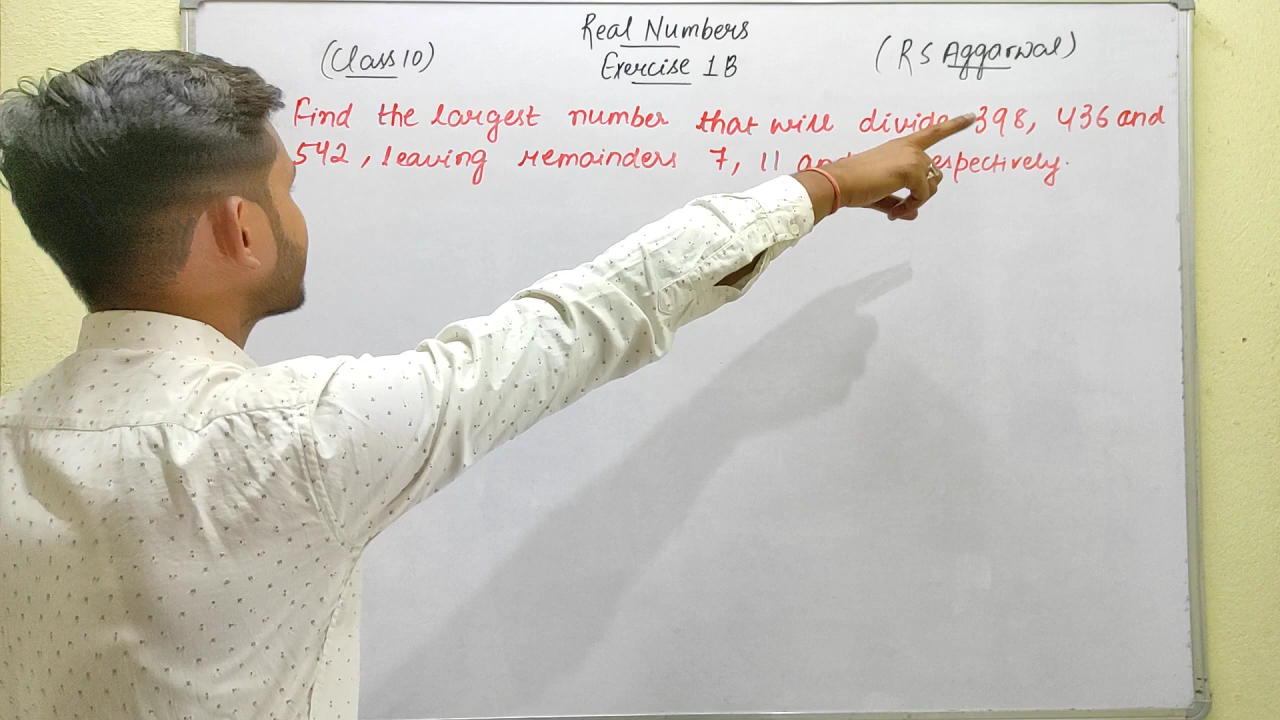 Real Numbers
(Class 10)
Exercise 1B
(RS Aggarwal)
Find the largest number that will divide 398, 436 and
542, leaving remainders 7, 11 and